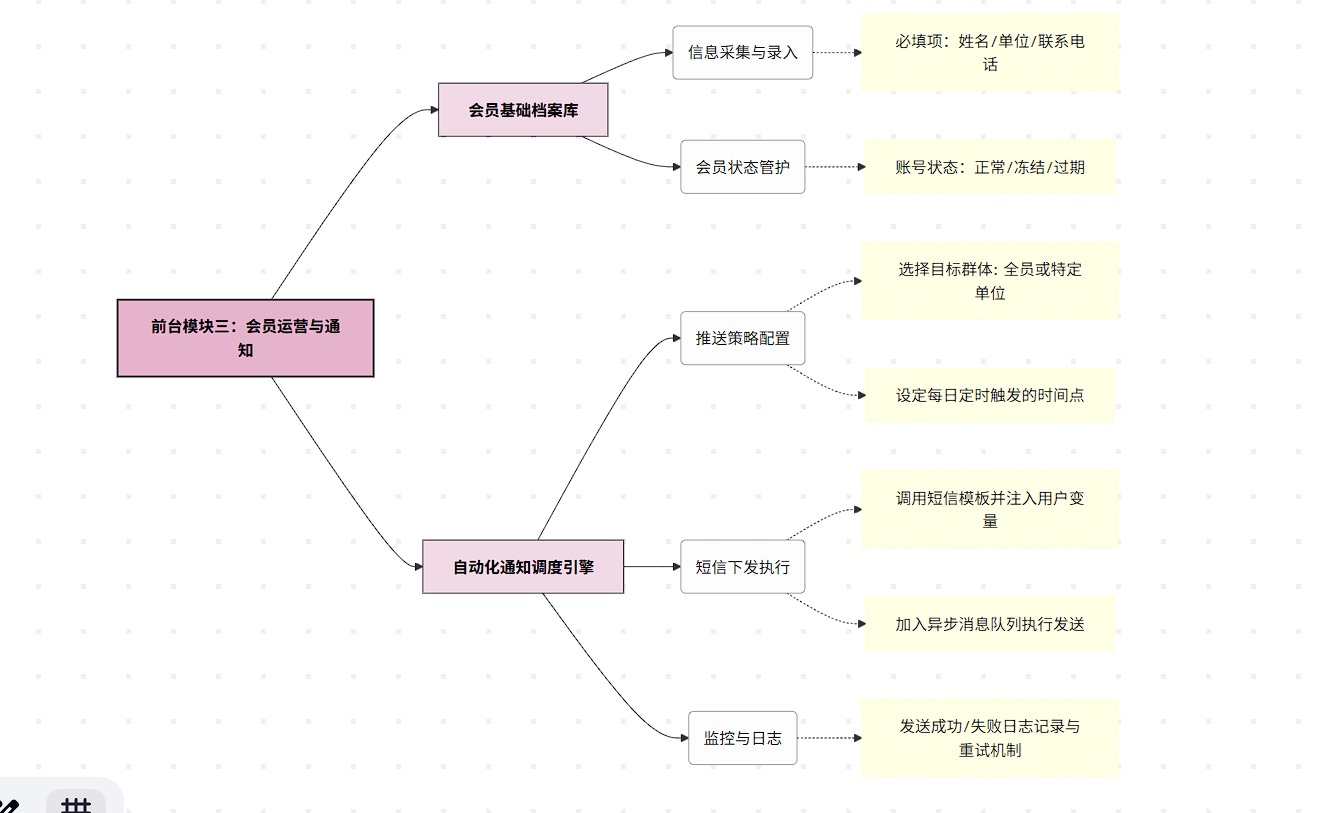 信息采集与录入
必填项：姓名/单位/联系电
话
会员基础档案库
会员状态管护
账号状态：正常/冻结/过期
选择目标群体: 全员或特定
单位
前台模块三：会员运营与通
知
推送策略配置
设定每日定时触发的时间点
调用短信模板并注入用户变
量
自动化通知调度引擎
短信下发执行
加入异步消息队列执行发送
监控与日志
发送成功/失败日志记录与
重试机制